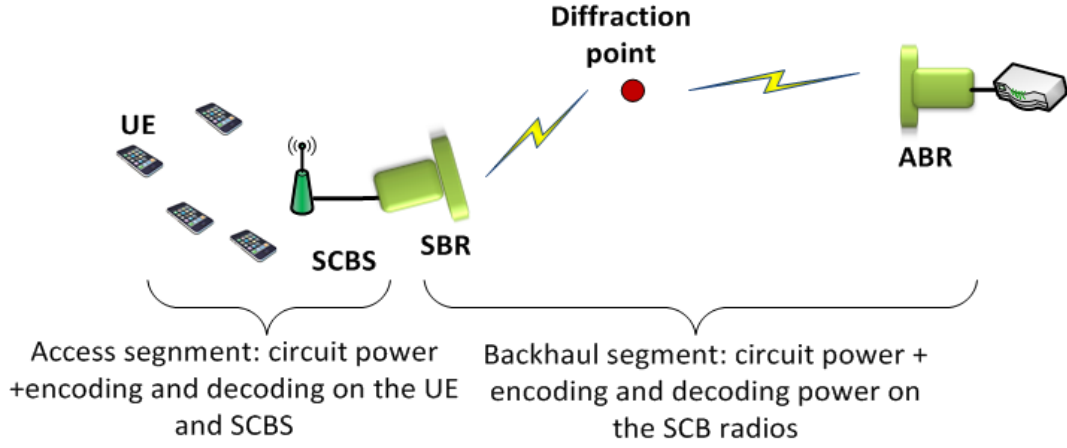 Diffraction
point
UE
ABR
SCBS
SBR
Access segnment: circuit power
+encoding and decoding on the UE
and SCBS
Backhaul segment: circuit power +
encoding and decoding power on
the SCB radios